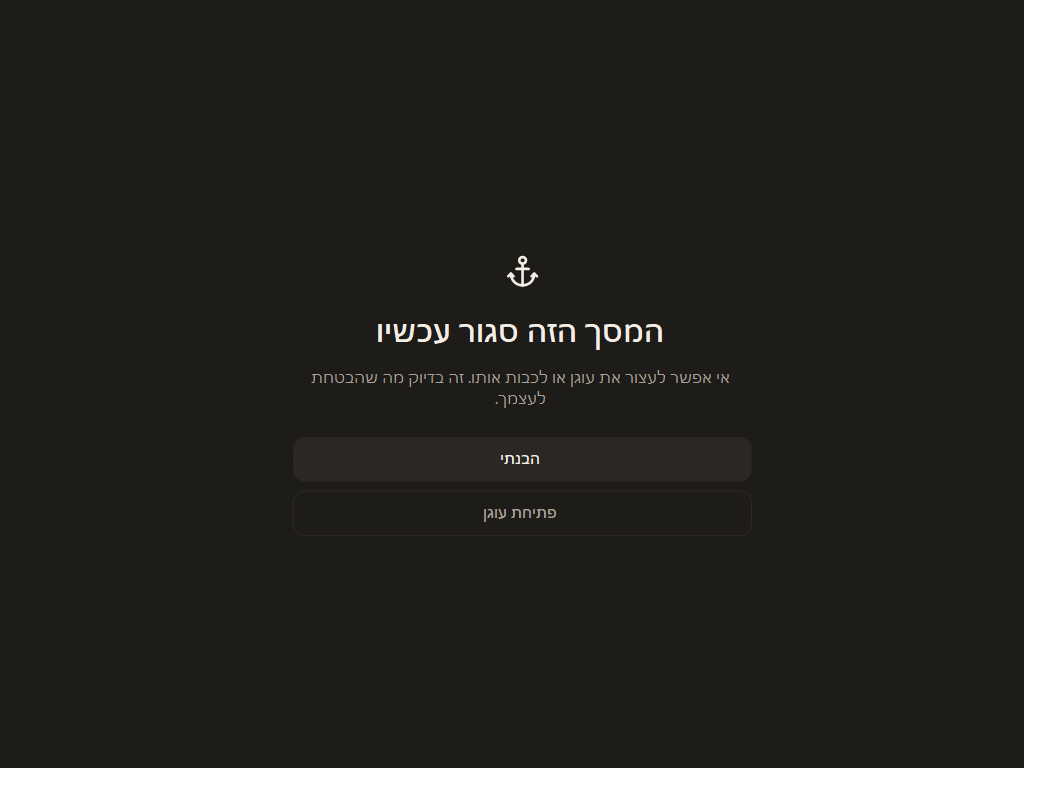 המסך הזה סגור עכשיו
אי אפשר לעצור את עוגן או לכבות אותו. זה בדיוק מה שהבטחת
לעצמך.
הבנתי
פתיחת עוגן